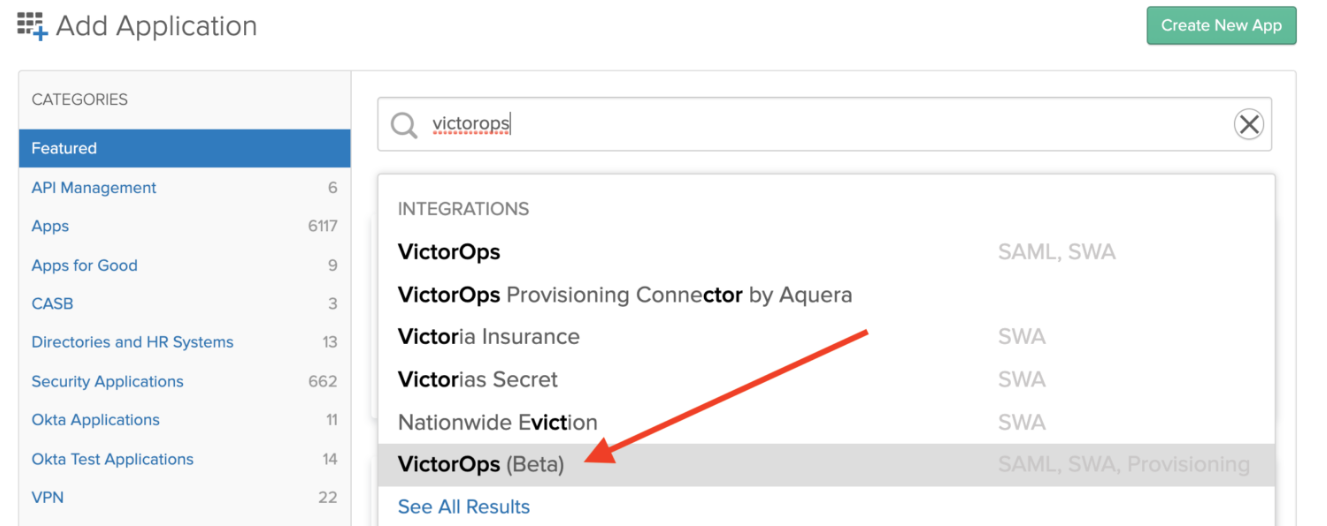 Add Application
Create New App
CATEGORIES
Featured
API Management 6
Apps 6117
Apps for Good 9
CASB 3
Directories and HR Systems 13
Security Applications 662
Okta Applications 11
Okta Test Applications 14
VPN 22
victorops
INTEGRATIONS
VictorOps SAML, SWA
VictorOps Provisioning Connector by Aquera
Victoria Insurance SWA
Victorias Secret SWA
Nationwide Eviction SWA
VictorOps (Beta) SAML, SWA, Provisioning
See All Results